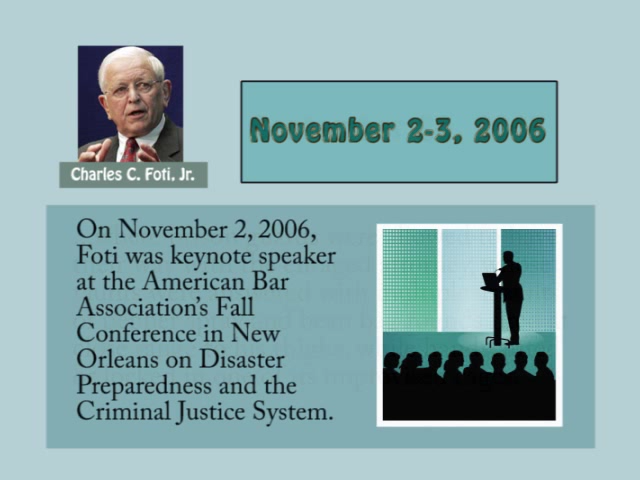 Charles C. Foti, Jr.
November 2-3, 2006
On November 2, 2006,
Foti was keynote speaker
at the American Bar
Association's Fall
Conference in New
Orleans on Disaster
Preparedness and the
Criminal Justice System.